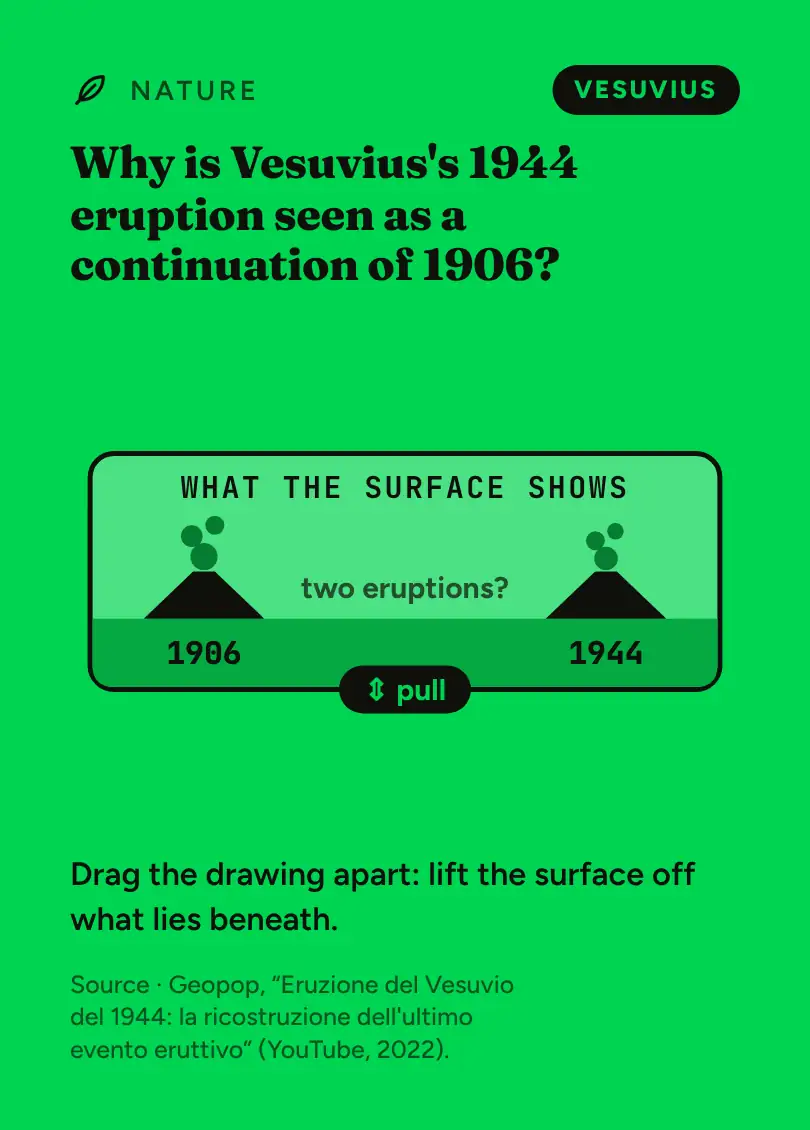 NATURE
VESUVIUS
Why is Vesuvius's 1944
eruption seen as a
continuation of 1906?
WHAT THE SURFACE SHOWS
two eruptions?
1906
1944
⇕ pull
Drag the drawing apart: lift the surface off
what lies beneath.
Source · Geopop, “Eruzione del Vesuvio
del 1944: la ricostruzione dell'ultimo
evento eruttivo” (YouTube, 2022).